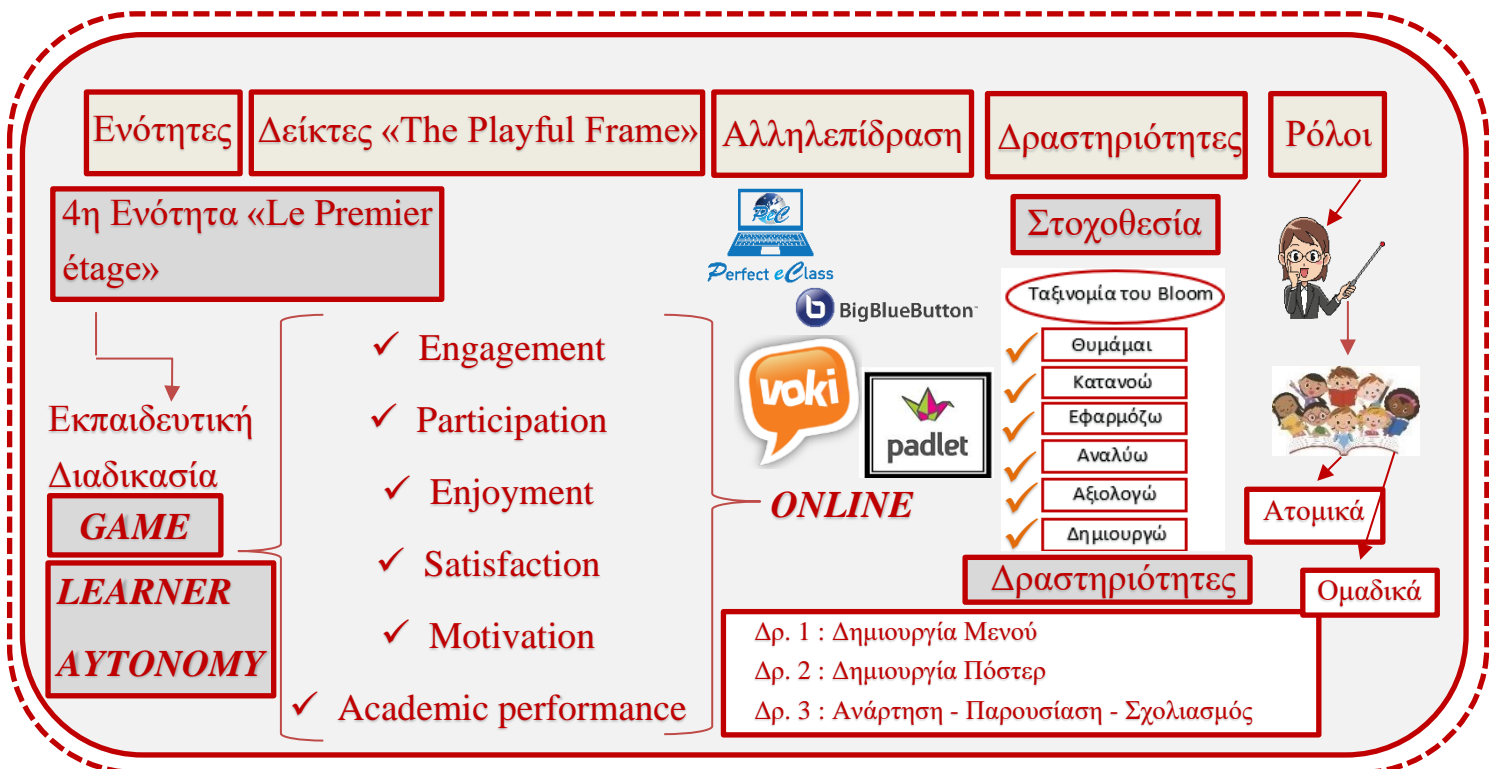 Ενότητες
Δείκτες «The Playful Frame»
Αλληλεπίδραση
Δραστηριότητες
Ρόλοι
4η Ενότητα «Le Premier
étage»
Εκπαιδευτική
Διαδικασία
GAME
LEARNER
AYTONOMY
✓ Engagement
✓ Participation
✓ Enjoyment
✓ Satisfaction
✓ Motivation
✓ Academic performance
PeC
Perfect eClass
b BigBlueButton™
voki
padlet
ONLINE
Στοχοθεσία
Ταξινομία του Bloom
✓ Θυμάμαι
✓ Κατανοώ
✓ Εφαρμόζω
✓ Αναλύω
✓ Αξιολογώ
✓ Δημιουργώ
Δραστηριότητες
Δρ. 1 : Δημιουργία Μενού
Δρ. 2 : Δημιουργία Πόστερ
Δρ. 3 : Ανάρτηση - Παρουσίαση - Σχολιασμός
Ατομικά
Ομαδικά